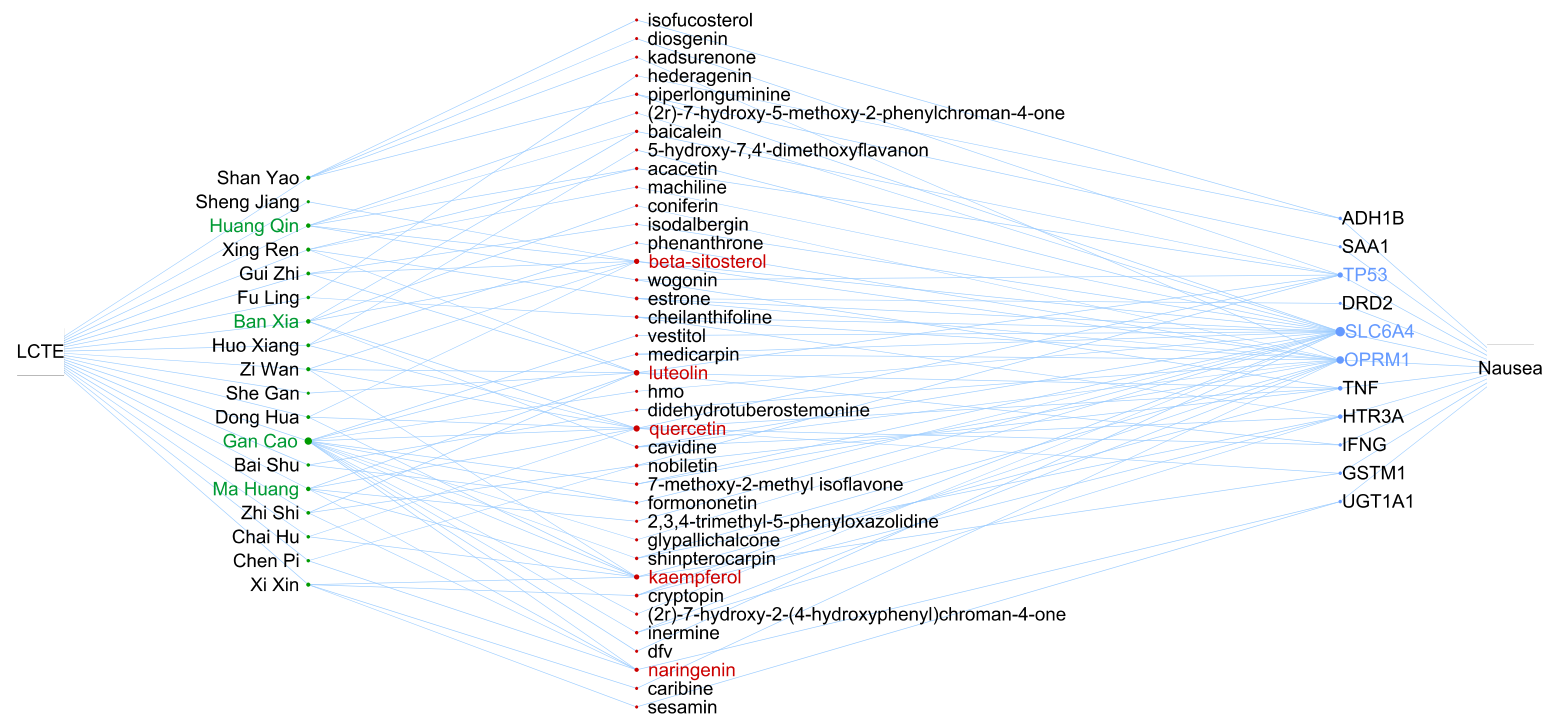 LCTE
Shan Yao
Sheng Jiang
Huang Qin
Xing Ren
Gui Zhi
Fu Ling
Ban Xia
Huo Xiang
Zi Wan
She Gan
Dong Hua
Gan Cao
Bai Shu
Ma Huang
Zhi Shi
Chai Hu
Chen Pi
Xi Xin
isofucosterol
diosgenin
kadsurenone
hederagenin
piperlonguminine
(2r)-7-hydroxy-5-methoxy-2-phenylchroman-4-one
baicalein
5-hydroxy-7,4'-dimethoxyflavanon
acacetin
machiline
coniferin
isodalbergin
phenanthrone
beta-sitosterol
wogonin
estrone
cheilanthifoline
vestitol
medicarpin
luteolin
hmo
didehydrotuberostemonine
quercetin
cavidine
nobiletin
7-methoxy-2-methyl isoflavone
formononetin
2,3,4-trimethyl-5-phenyloxazolidine
glypallichalcone
shinpterocarpin
kaempferol
cryptopin
(2r)-7-hydroxy-2-(4-hydroxyphenyl)chroman-4-one
inermine
dfv
naringenin
caribine
sesamin
ADH1B
SAA1
TP53
DRD2
SLC6A4
OPRM1
TNF
HTR3A
IFNG
GSTM1
UGT1A1
Nausea